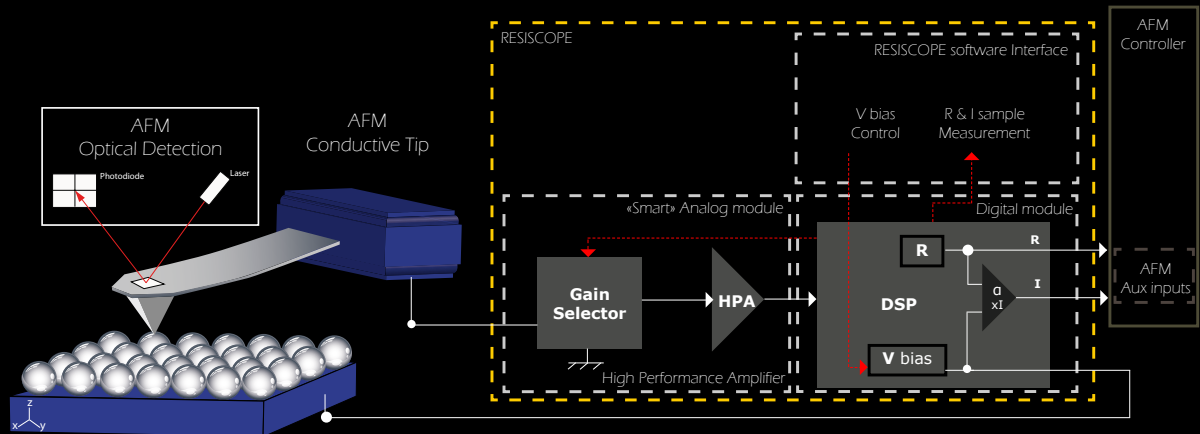 AFM
Optical Detection
Photodiode
Laser
AFM
Conductive Tip
z
x
y
RESISCOPE
RESISCOPE software Interface
V bias
Control
R & I sample
Measurement
«Smart» Analog module
Gain
Selector
HPA
High Performance Amplifier
Digital module
R
DSP
α
xI
V bias
R
I
AFM
Controller
AFM
Aux inputs